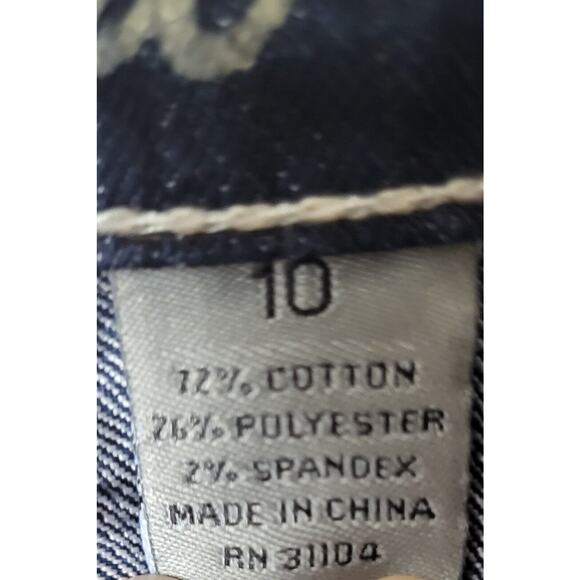 10
72% COTTON
26% POLYESTER
2% SPANDEX
MADE IN CHINA
RN 31104